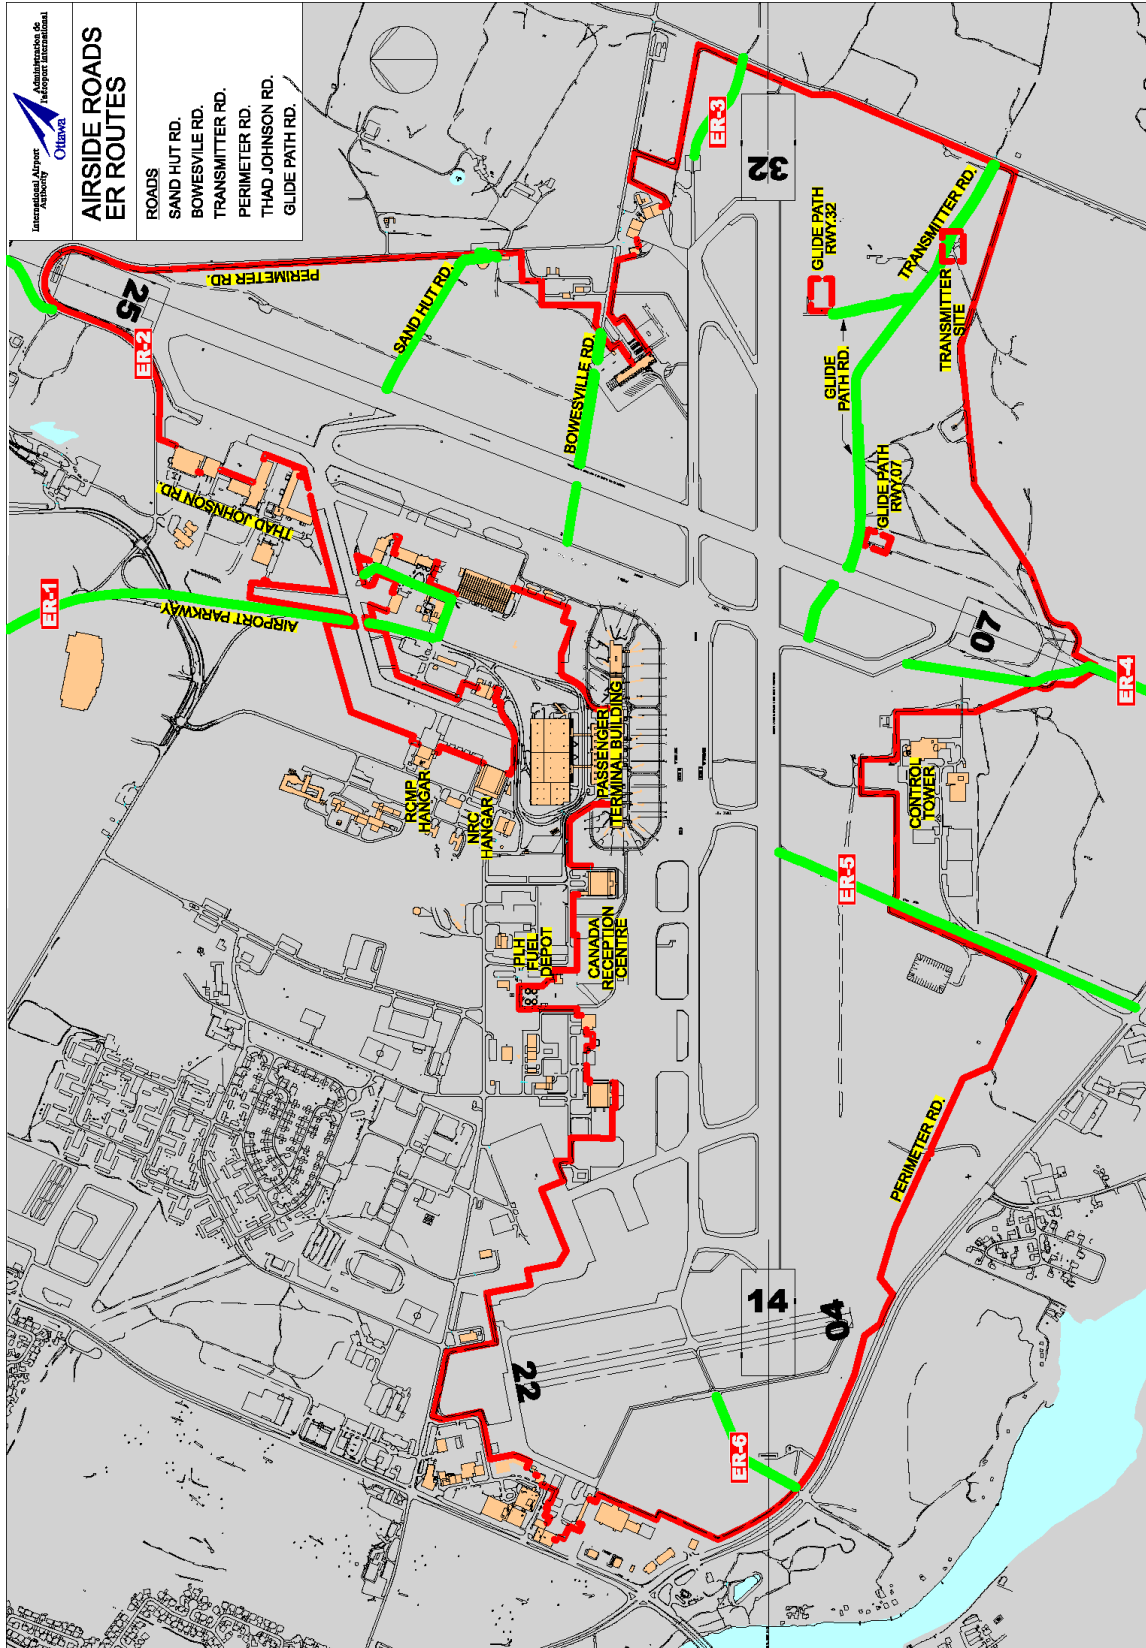 International Airport
Authority
Administration de
l'aéroport international
Ottawa
AIRSIDE ROADS
ER ROUTES
ROADS
SAND HUT RD.
BOWESVILE RD.
TRANSMITTER RD.
PERIMETER RD.
THAD JOHNSON RD.
GLIDE PATH RD.
ER-3
32
25
ER-2
PERIMETER RD.
SAND HUT RD.
BOWESVILLE RD.
GLIDE PATH
RWY.32
TRANSMITTER RD.
TRANSMITTER
SITE
GLIDE
PATH RD.
GLIDE PATH
RWY.07
THAD JOHNSON RD.
ER-1
AIRPORT PARKWAY
07
ER-4
PASSENGER
TERMINAL BUILDING
RCMP
HANGAR
NRC
HANGAR
CONTROL
TOWER
ER-5
PLH
FUEL
DEPOT
CANADA
RECEPTION
CENTRE
PERIMETER RD.
14
04
22
ER-6